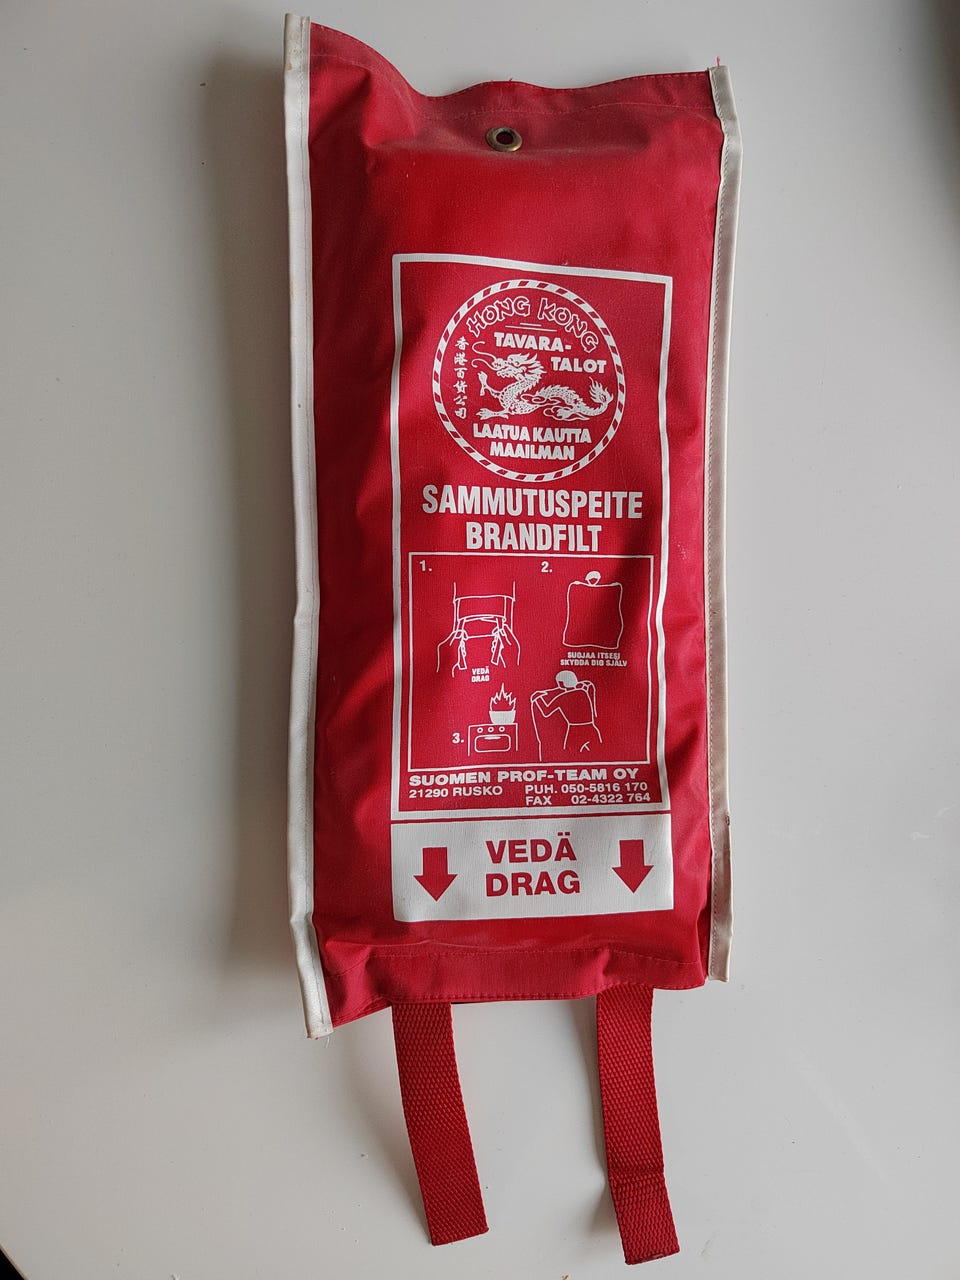 HONG KONG
TAVARA-
TALOT
香港百貨公司
LAATUA KAUTTA
MAAILMAN
SAMMUTUSPEITE
BRANDFILT
1.
2.
VEDÄ
DRAG
SUOJAA ITSESI
SKYDDA DIG SJÄLV
3.
SUOMEN PROF-TEAM OY
21290 RUSKO PUH. 050-5816 170
FAX 02-4322 764
VEDÄ
DRAG